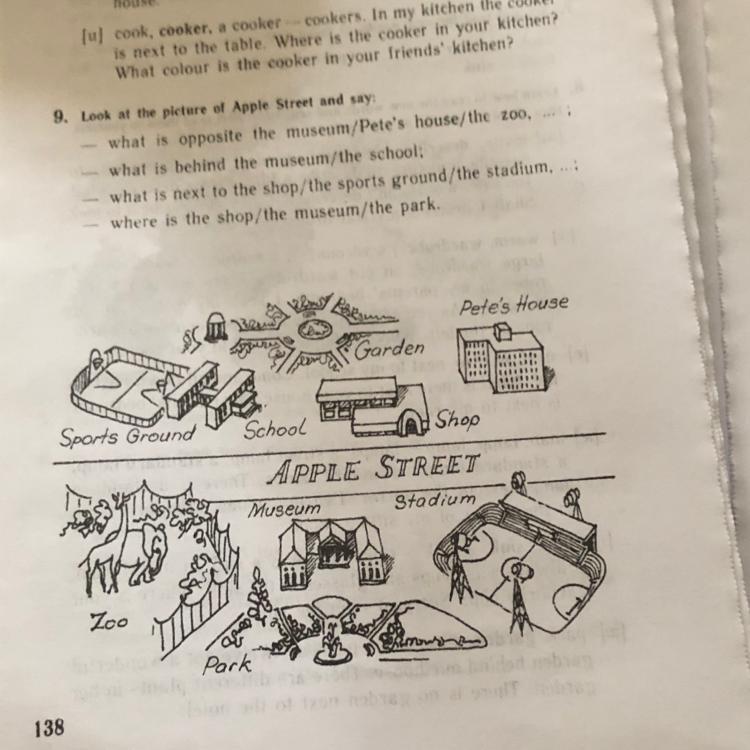 house.
[u] cook, cooker, a cooker — cookers. In my kitchen the cooker
is next to the table. Where is the cooker in your kitchen?
What colour is the cooker in your friends' kitchen?
9. Look at the picture of Apple Street and say:
— what is opposite the museum/Pete's house/the zoo, ... ;
— what is behind the museum/the school;
— what is next to the shop/the sports ground/the stadium, ...;
— where is the shop/the museum/the park.
Pete's House
Garden
Sports Ground
School
Shop
APPLE STREET
Museum
Stadium
Zoo
Park
138